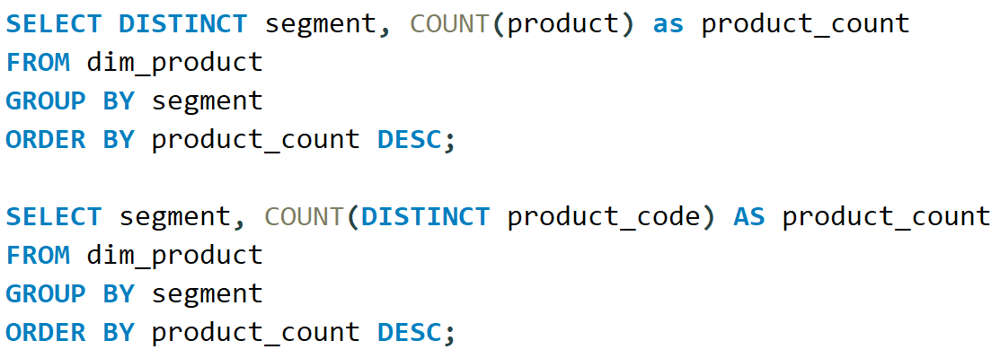 SELECT DISTINCT segment, COUNT(product) as product_count
FROM dim_product
GROUP BY segment
ORDER BY product_count DESC;
SELECT segment, COUNT(DISTINCT product_code) AS product_count
FROM dim_product
GROUP BY segment
ORDER BY product_count DESC;